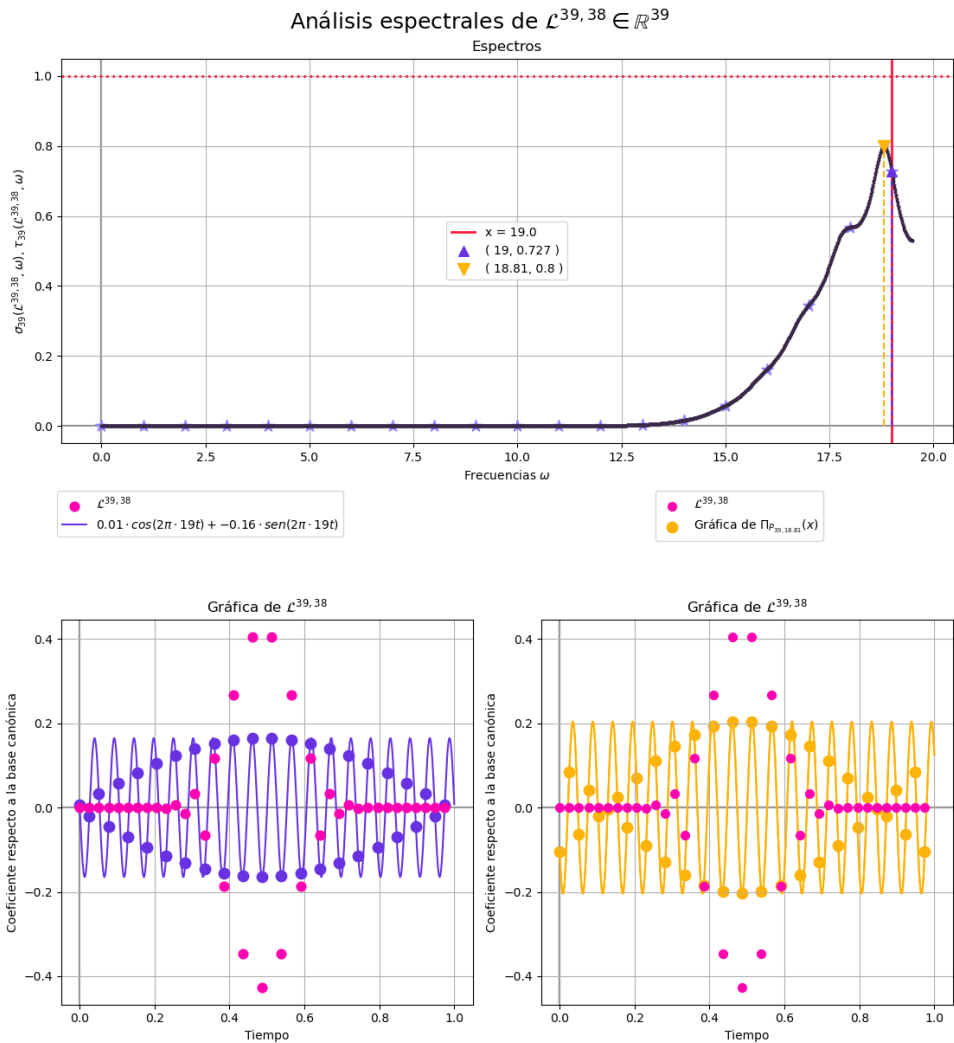 Análisis espectrales de ℒ^{39,38} ∈ ℝ^{39}
Espectros
σ_{39}(ℒ^{39,38}, ω), τ_{39}(ℒ^{39,38}, ω)
1.0
0.8
0.6
0.4
0.2
0.0
x = 19.0
( 19, 0.727 )
( 18.81, 0.8 )
0.0 2.5 5.0 7.5 10.0 12.5 15.0 17.5 20.0
Frecuencias ω
ℒ^{39,38}
0.01 · cos(2π · 19t) + −0.16 · sen(2π · 19t)
ℒ^{39,38}
Gráfica de Π_{P_{39,18.81}}(x)
Gráfica de ℒ^{39,38}
Coeficiente respecto a la base canónica
0.4
0.2
0.0
−0.2
−0.4
0.0 0.2 0.4 0.6 0.8 1.0
Tiempo
Gráfica de ℒ^{39,38}
Coeficiente respecto a la base canónica
0.4
0.2
0.0
−0.2
−0.4
0.0 0.2 0.4 0.6 0.8 1.0
Tiempo